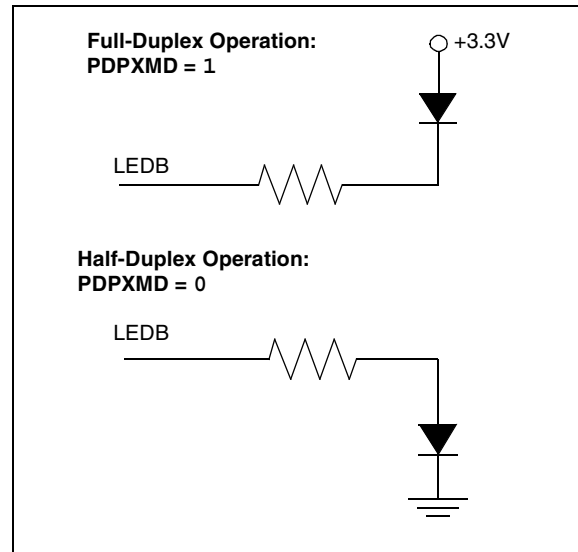 Full-Duplex Operation:
PDPXMD = 1
+3.3V
LEDB
Half-Duplex Operation:
PDPXMD = 0
LEDB